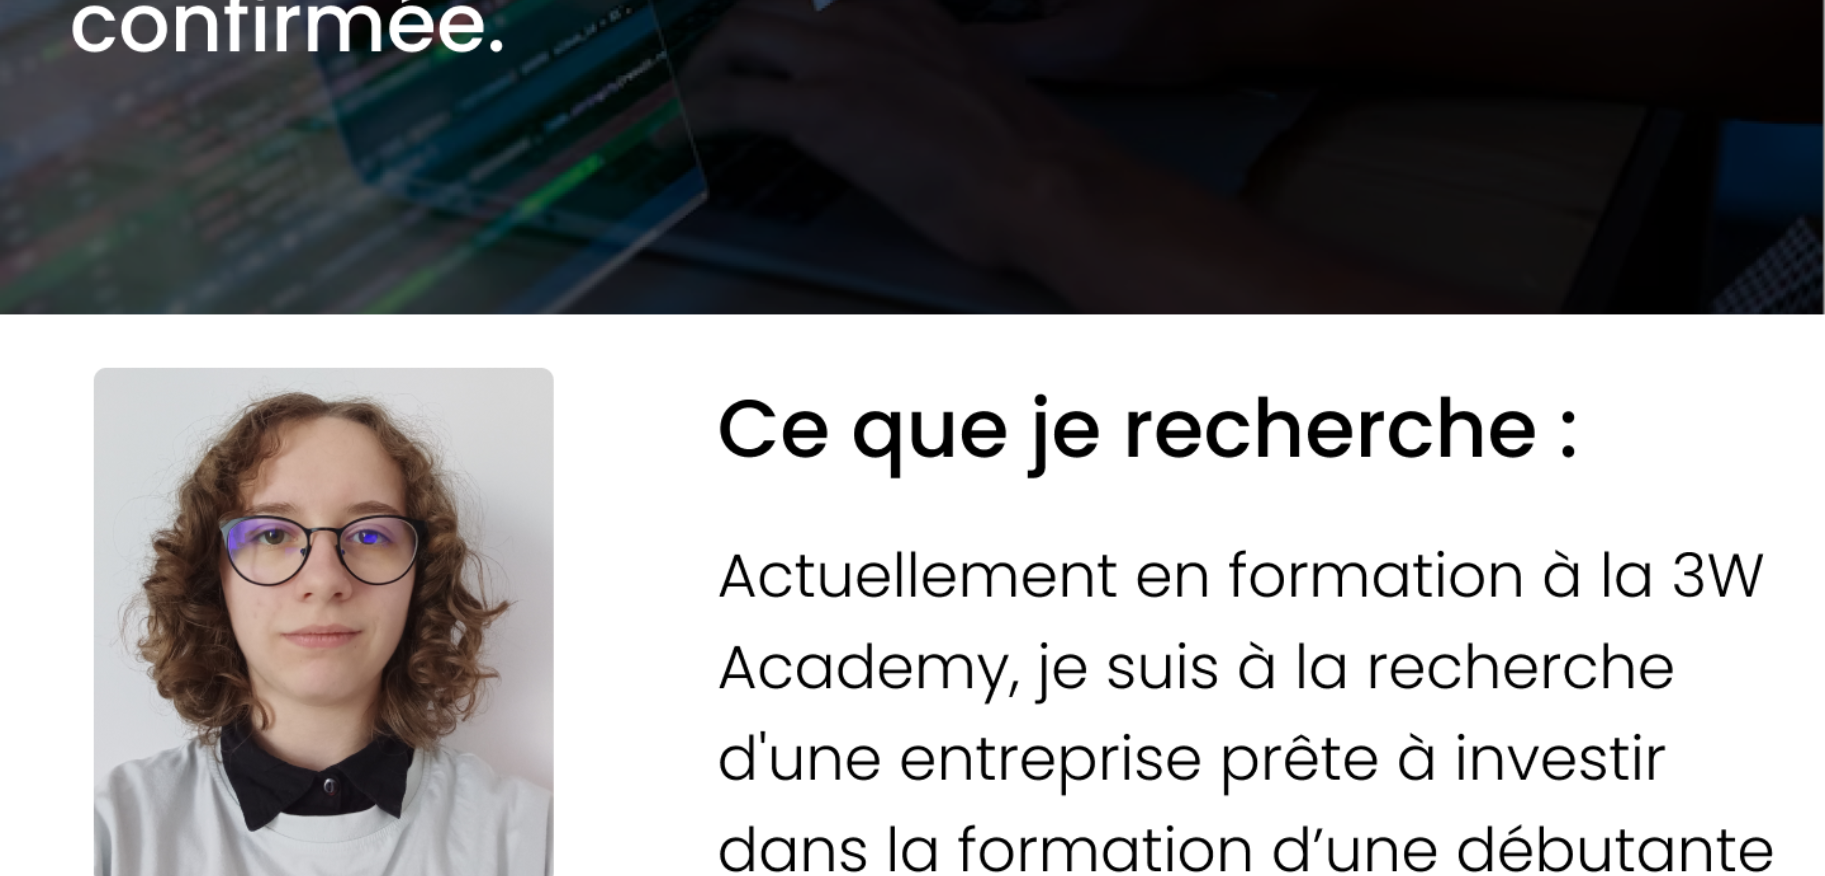 confirmée.
Ce que je recherche :
Actuellement en formation à la 3W
Academy, je suis à la recherche
d'une entreprise prête à investir
dans la formation d’une débutante